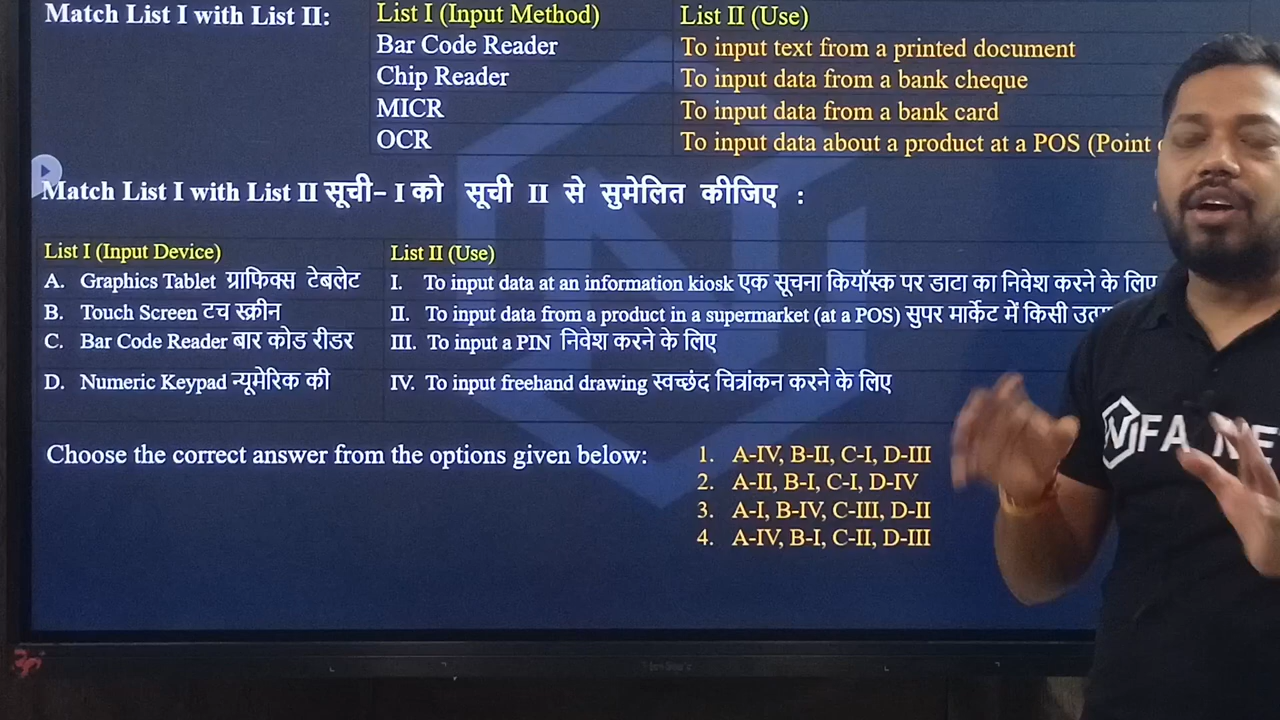 Match List I with List II: List I (Input Method) List II (Use)
Bar Code Reader To input text from a printed document
Chip Reader To input data from a bank cheque
MICR To input data from a bank card
OCR To input data about a product at a POS (Point
Match List I with List II सूची- I को सूची II से सुमेलित कीजिए :
List I (Input Device) List II (Use)
A. Graphics Tablet ग्राफिक्स टेबलेट I. To input data at an information kiosk एक सूचना कियॉस्क पर डाटा का निवेश करने के लिए
B. Touch Screen टच स्क्रीन II. To input data from a product in a supermarket (at a POS) सुपर मार्केट में किसी
C. Bar Code Reader बार कोड रीडर III. To input a PIN निवेश करने के लिए
D. Numeric Keypad न्यूमेरिक की IV. To input freehand drawing स्वच्छंद चित्रांकन करने के लिए
Choose the correct answer from the options given below: 1. A-IV, B-II, C-I, D-III
2. A-II, B-I, C-I, D-IV
3. A-I, B-IV, C-III, D-II
4. A-IV, B-I, C-II, D-III